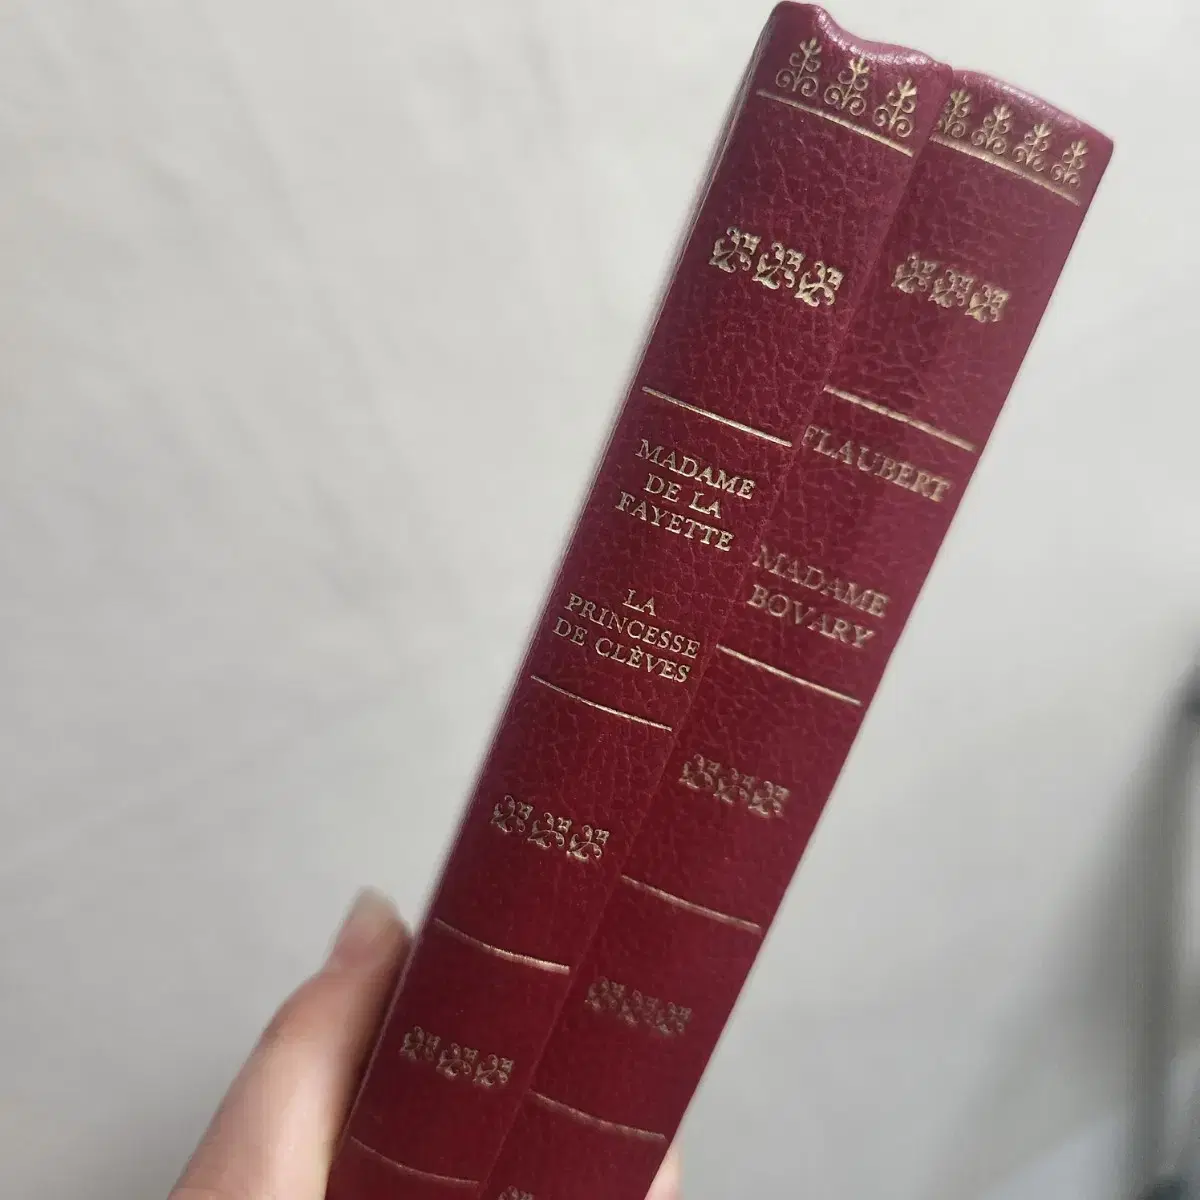 MADAME
DE LA
FAYETTE
LA
PRINCESSE
DE CLÈVES
FLAUBERT
MADAME
BOVARY